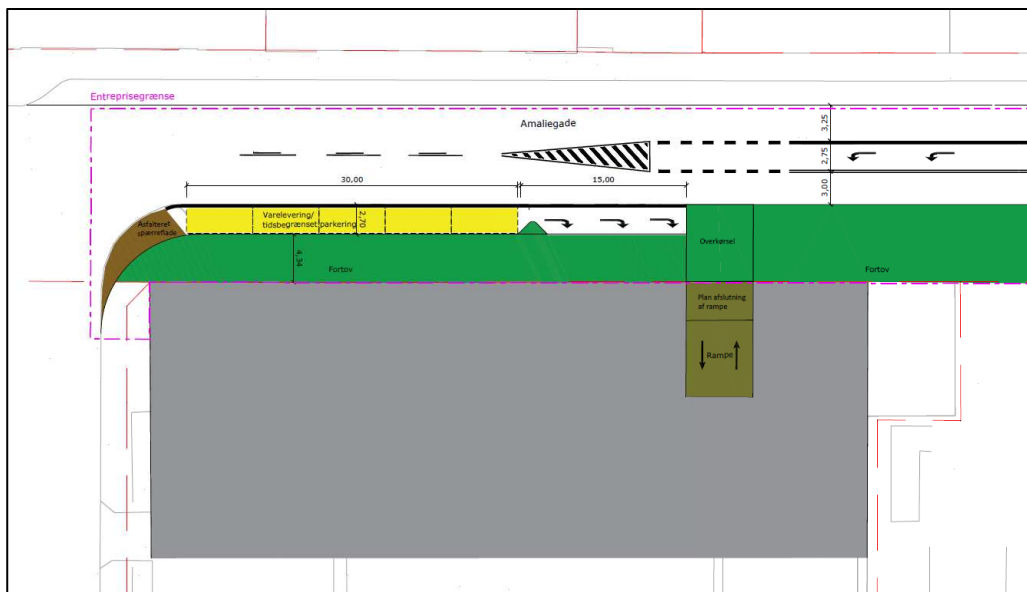 Entreprisegrænse
Amaliegade
3,25
2,75
3,00
30,00
15,00
Asfalteret
spærreflade
Varelevering/
tidsbegrænset parkering
2,70
4,34
Fortov
Overkørsel
Fortov
Plan afslutning
af rampe
Rampe